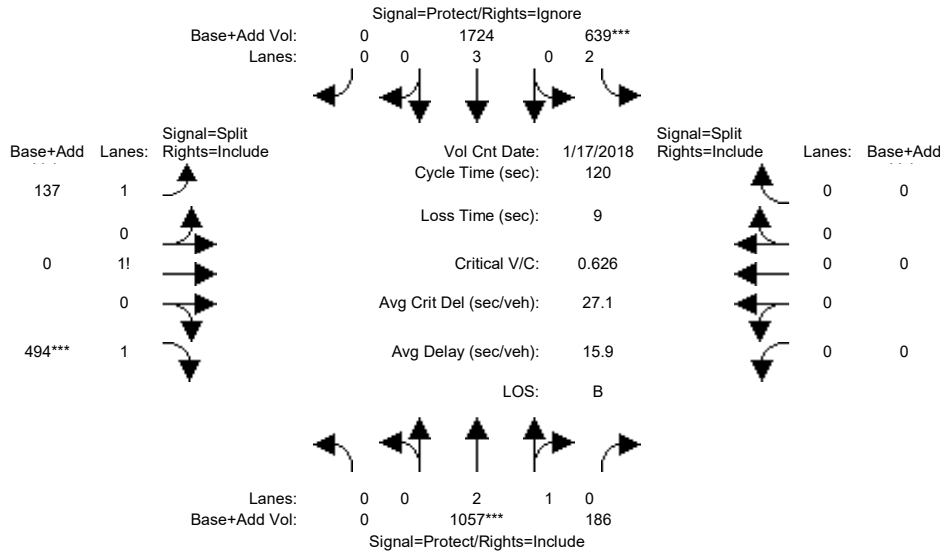 Signal=Protect/Rights=Ignore
Base+Add Vol: 0 1724 639***
Lanes: 0 0 3 0 2
Signal=Split
Base+Add Lanes: Rights=Include
Vol Cnt Date: 1/17/2018
Signal=Split
Rights=Include Lanes: Base+Add
Cycle Time (sec): 120
137 1 0 0
Loss Time (sec): 9
0 0
0 1! Critical V/C: 0.626 0 0
0 Avg Crit Del (sec/veh): 27.1 0
494*** 1 Avg Delay (sec/veh): 15.9 0 0
LOS: B
Lanes: 0 0 2 1 0
Base+Add Vol: 0 1057*** 186
Signal=Protect/Rights=Include